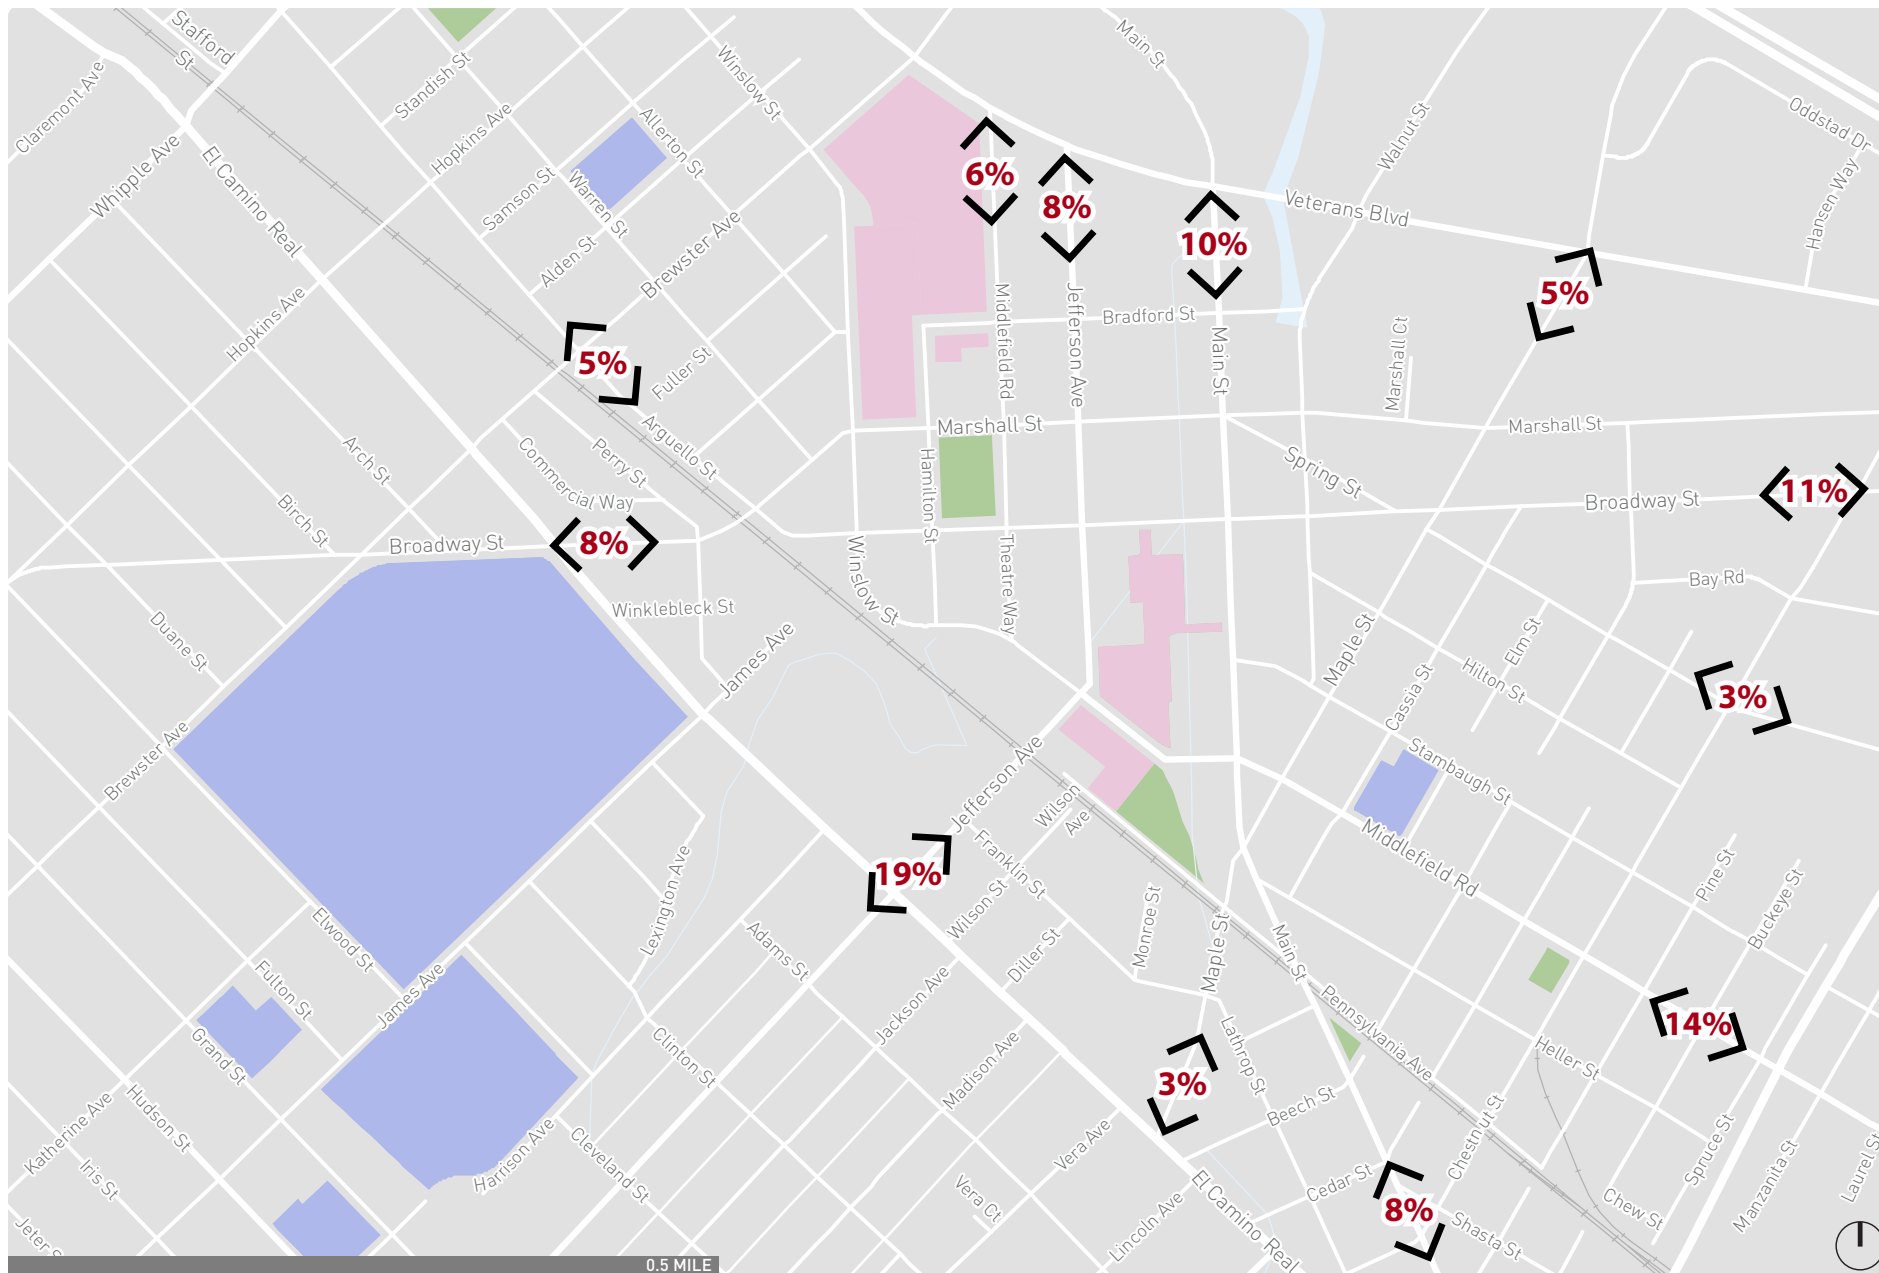 Stafford
St
Claremont Ave
Standish St
Winslow St
Main St
Oddstad Dr
Whipple Ave
El Camino Real
Hopkins Ave
Allerton St
Samson St
Warren St
Alden St
Brewster Ave
6%
8%
10%
Walnut St
Veterans Blvd
Hansen Way
5%
Hopkins Ave
5%
Fuller St
Middlefield Rd
Jefferson Ave
Bradford St
Main St
Marshall Ct
Arch St
Commercial Way
Perry St
Arguello St
Marshall St
Marshall St
Spring St
Birch St
Hamilton St
Broadway St
11%
Broadway St
8%
Winslow St
Theatre Way
Bay Rd
Winklebleck St
Duane St
James Ave
Maple St
Elm St
Hilton St
Cassia St
3%
Brewster Ave
Jefferson Ave
Stambaugh St
Wilson
Ave
Franklin St
Middlefield Rd
19%
Lexington Ave
Wilson St
Pine St
Buckeye St
Elwood St
Adams St
Diller St
Monroe St
Maple St
Main St
Fulton St
James Ave
Jackson Ave
Pennsylvania Ave
14%
Grand St
Clinton St
Madison Ave
Lathrop St
Heller St
3%
Hudson St
Katherine Ave
Beech St
Chestnut St
Vera Ave
Harrison Ave
Cleveland St
Iris St
Spruce St
Manzanita St
Laurel St
Vera Ct
El Camino Real
Cedar St
8%
Chew St
Lincoln Ave
Shasta St
Jeter S
0.5 MILE